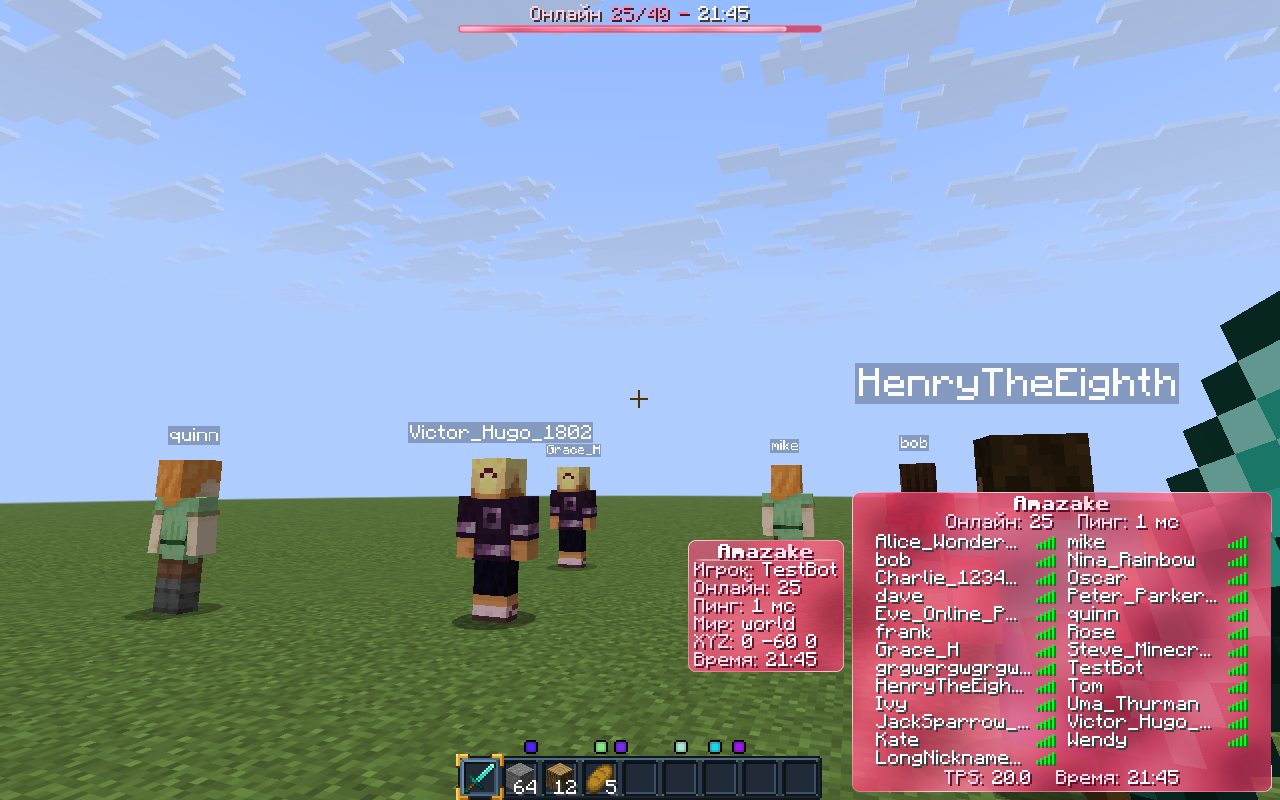 Онлайн 25/40 - 21:45
HenryTheEighth
quinn
Victor_Hugo_1802
Grace_H
mike
bob
Amazake
Игрок: TestBot
Онлайн: 25
Пинг: 1 мс
Мир: world
XYZ: 0 -60 0
Время: 21:45
Amazake
Онлайн: 25 Пинг: 1 мс
Alice_Wonder... mike
bob Nina_Rainbow
Charlie_1234... Oscar
dave Peter_Parker...
Eve_Online_P... quinn
frank Rose
Grace_H Steve_Minecr...
grgwgrgwgrgw... TestBot
HenryTheEigh... Tom
Ivy Uma_Thurman
JackSparrow_... Victor_Hugo_...
Kate Wendy
LongNickname...
TPS: 20.0 Время: 21:45
64 12 5